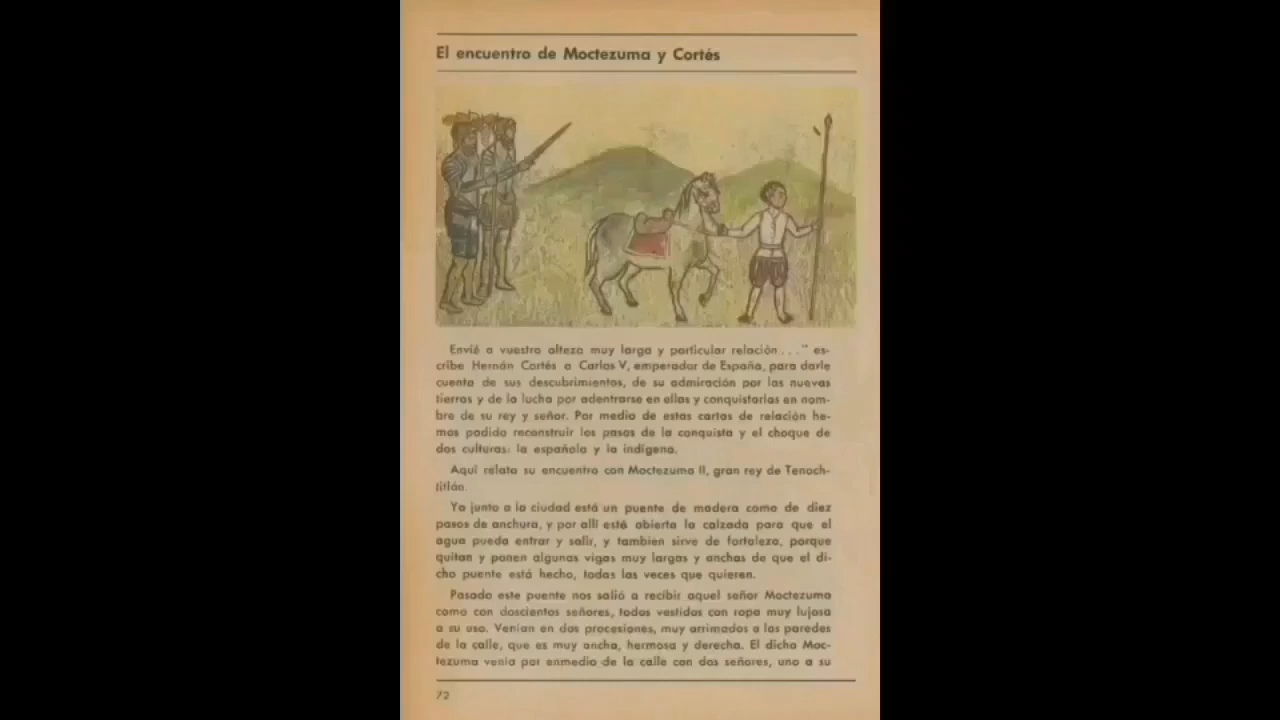 El encuentro de Moctezuma y Cortés
Envié a vuestra alteza muy larga y particular relación . . ." es-
cribe Hernán Cortés a Carlos V, emperador de España, para darle
cuenta de sus descubrimientos, de su admiración por las nuevas
tierras y de la lucha por adentrarse en ellas y conquistarlas en nom-
bre de su rey y señor. Por medio de estas cartas de relación he-
mos podido reconstruir los pasos de la conquista y el choque de
dos culturas: la española y la indígena.
Aquí relata su encuentro con Moctezuma II, gran rey de Tenoch-
titlán.
Ya junto a la ciudad está un puente de madera como de diez
pasos de anchura, y por allí está abierta la calzada para que el
agua pueda entrar y salir, y también sirve de fortaleza, porque
quitan y ponen algunas vigas muy largas y anchas de que el di-
cho puente está hecho, todas las veces que quieren.
Pasado este puente nos salió a recibir aquel señor Moctezuma
como con doscientos señores, todos vestidos con ropa muy lujosa
a su uso. Venían en dos procesiones, muy arrimados a las paredes
de la calle, que es muy ancha, hermosa y derecha. El dicho Moc-
tezuma venía por enmedio de la calle con dos señores, uno a su
72